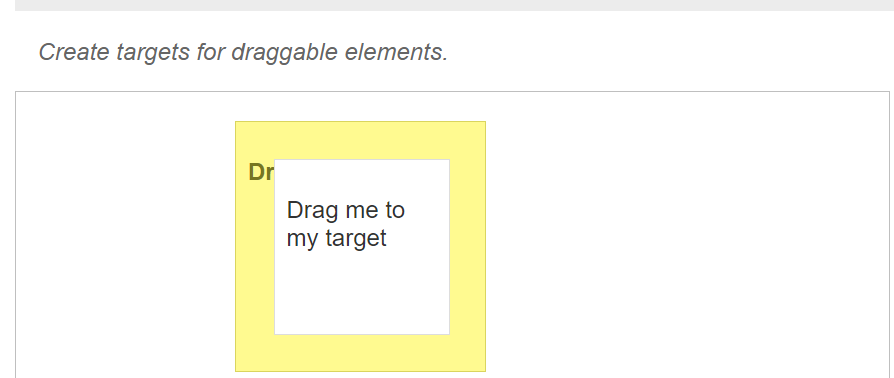 Create targets for draggable elements.
Dr
Drag me to
my target